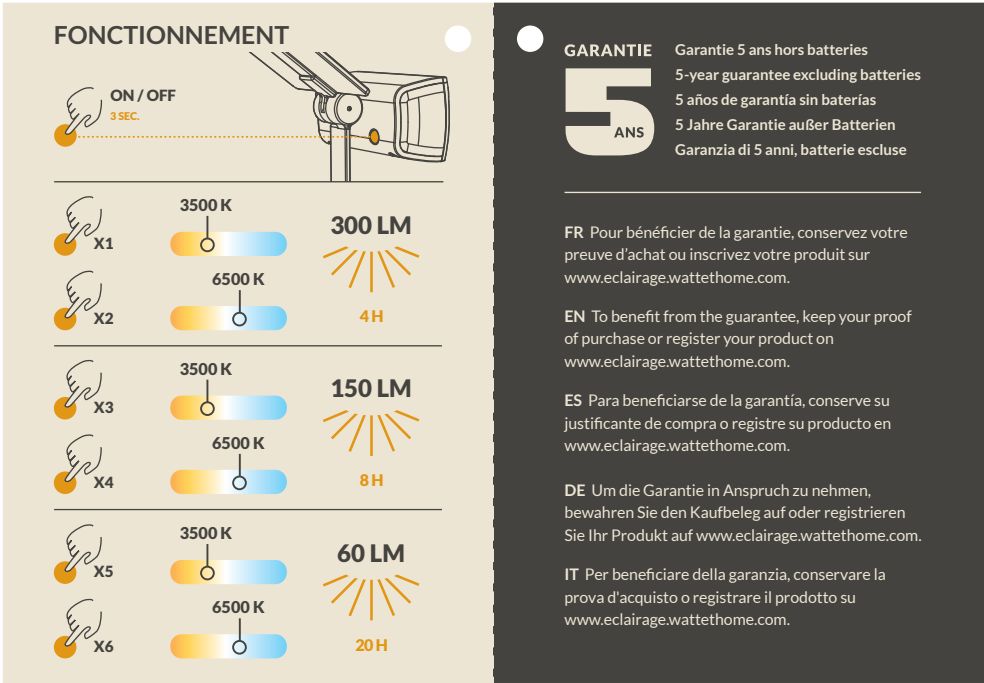 FONCTIONNEMENT
ON / OFF
3 SEC.
3500 K
X1
6500 K
X2
300 LM
4 H
3500 K
X3
6500 K
X4
150 LM
8 H
3500 K
X5
6500 K
X6
60 LM
20 H
GARANTIE
5
ANS
Garantie 5 ans hors batteries
5-year guarantee excluding batteries
5 años de garantía sin baterías
5 Jahre Garantie außer Batterien
Garanzia di 5 anni, batterie escluse
FR Pour bénéficier de la garantie, conservez votre
preuve d'achat ou inscrivez votre produit sur
www.eclairage.wattethome.com.
EN To benefit from the guarantee, keep your proof
of purchase or register your product on
www.eclairage.wattethome.com.
ES Para beneficiarse de la garantía, conserve su
justificante de compra o registre su producto en
www.eclairage.wattethome.com.
DE Um die Garantie in Anspruch zu nehmen,
bewahren Sie den Kaufbeleg auf oder registrieren
Sie Ihr Produkt auf www.eclairage.wattethome.com.
IT Per beneficiare della garanzia, conservare la
prova d'acquisto o registrare il prodotto su
www.eclairage.wattethome.com.